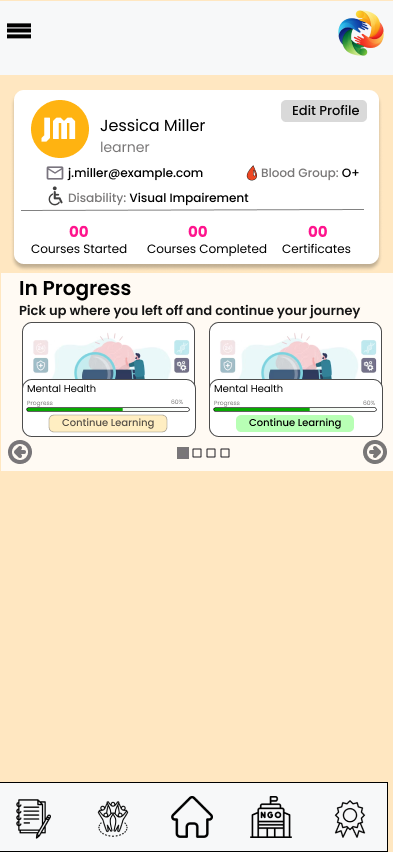 Edit Profile
JM
Jessica Miller
learner
j.miller@example.com Blood Group: O+
Disability: Visual Impairement
00 00 00
Courses Started Courses Completed Certificates
In Progress
Pick up where you left off and continue your journey
Mental Health Mental Health
Progress 60% Progress 60%
Continue Learning Continue Learning
NGO